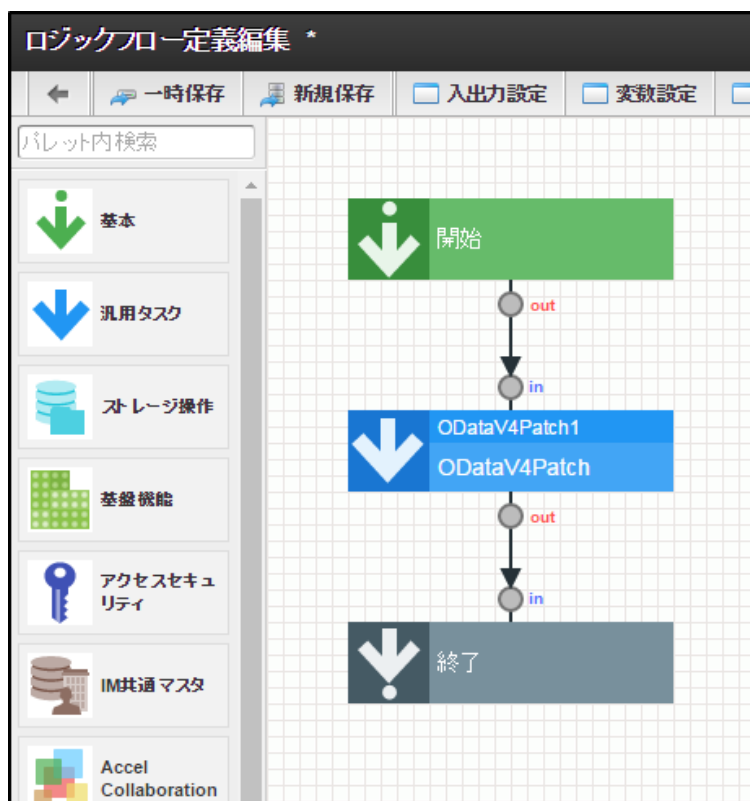 ロジックフロー定義編集 *
一時保存 新規保存 入出力設定 変数設定
パレット内検索
基本
汎用タスク
ストレージ操作
基盤機能
アクセスセキュ
リティ
IM共通マスタ
Accel
Collaboration
開始
out
in
ODataV4Patch1
ODataV4Patch
out
in
終了